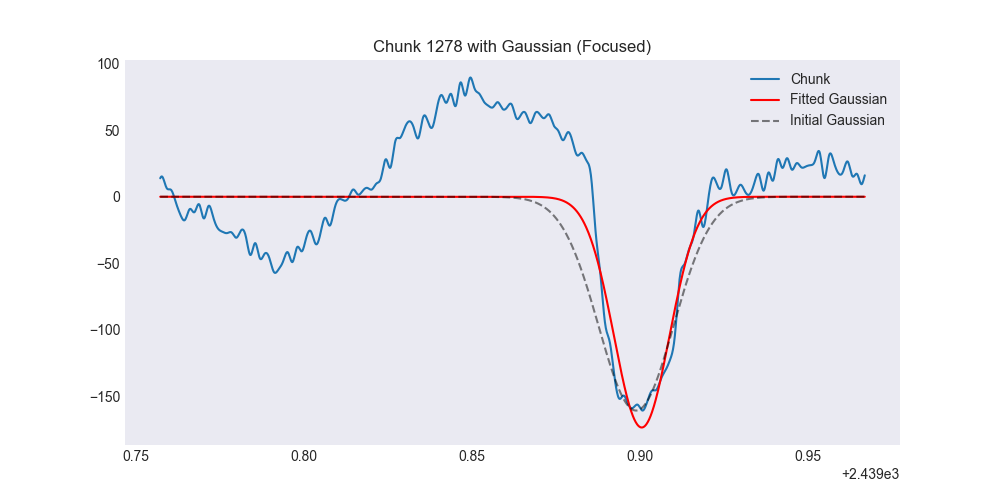 Chunk 1278 with Gaussian (Focused)
Chunk
Fitted Gaussian
Initial Gaussian
100
50
0
−50
−100
−150
0.75 0.80 0.85 0.90 0.95
+2.439e3